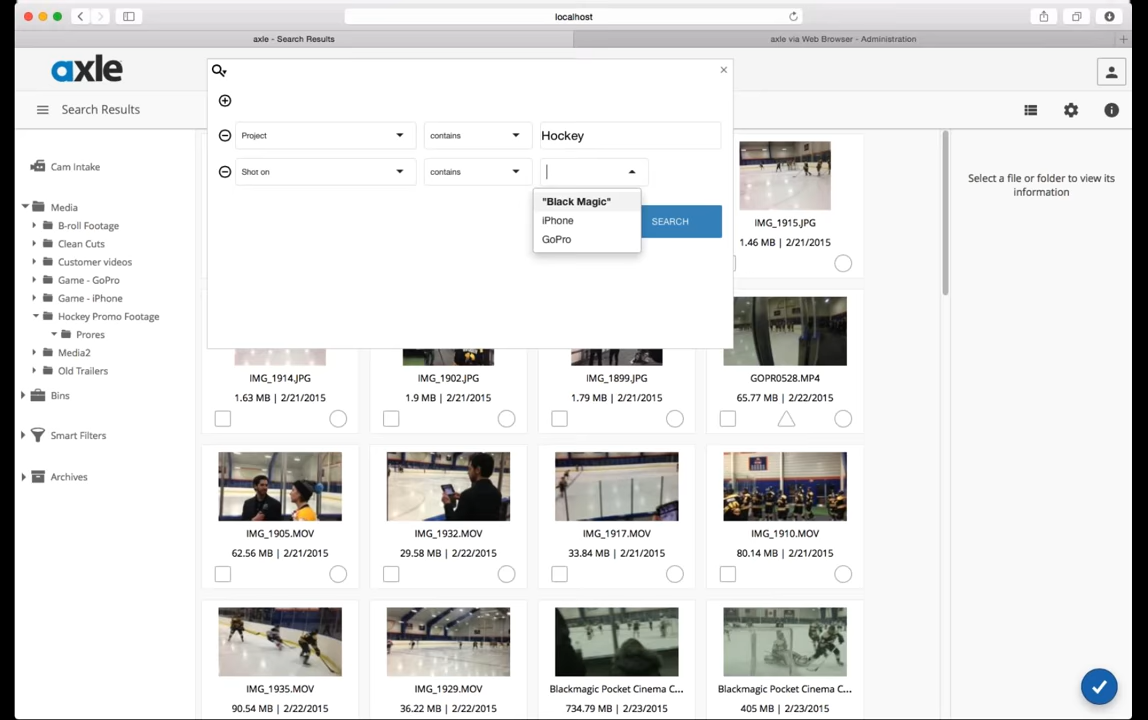 localhost
axle - Search Results
axle via Web Browser - Administration
axle
Search Results
Project
contains
Hockey
Shot on
contains
"Black Magic"
iPhone
GoPro
SEARCH
Select a file or folder to view its
information
Cam Intake
Media
B-roll Footage
Clean Cuts
Customer videos
Game - GoPro
Game - iPhone
Hockey Promo Footage
Prores
Media2
Old Trailers
Bins
Smart Filters
Archives
IMG_1915.JPG
1.46 MB | 2/21/2015
IMG_1914.JPG
1.63 MB | 2/21/2015
IMG_1902.JPG
1.9 MB | 2/21/2015
IMG_1899.JPG
1.79 MB | 2/21/2015
GOPR0528.MP4
65.77 MB | 2/22/2015
IMG_1905.MOV
62.56 MB | 2/21/2015
IMG_1932.MOV
29.58 MB | 2/22/2015
IMG_1917.MOV
33.84 MB | 2/21/2015
IMG_1910.MOV
80.14 MB | 2/21/2015
IMG_1935.MOV
90.54 MB | 2/22/2015
IMG_1929.MOV
36.22 MB | 2/22/2015
Blackmagic Pocket Cinema C...
734.79 MB | 2/23/2015
Blackmagic Pocket Cinema C...
405 MB | 2/23/2015